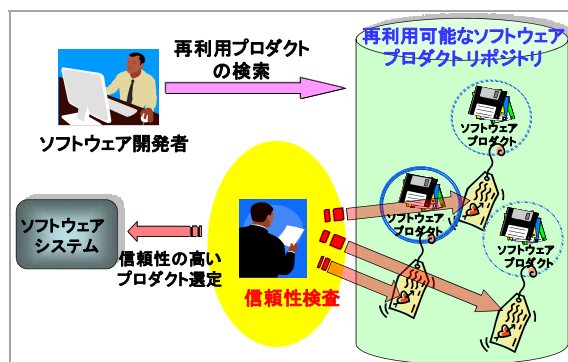 再利用プロダクト
の検索
再利用可能なソフトウェア
プロダクトリポジトリ
ソフトウェア開発者
ソフトウェア
プロダクト
ソフトウェア
プロダクト
ソフトウェア
プロダクト
ソフトウェア
システム
信頼性の高い
プロダクト選定
信頼性検査